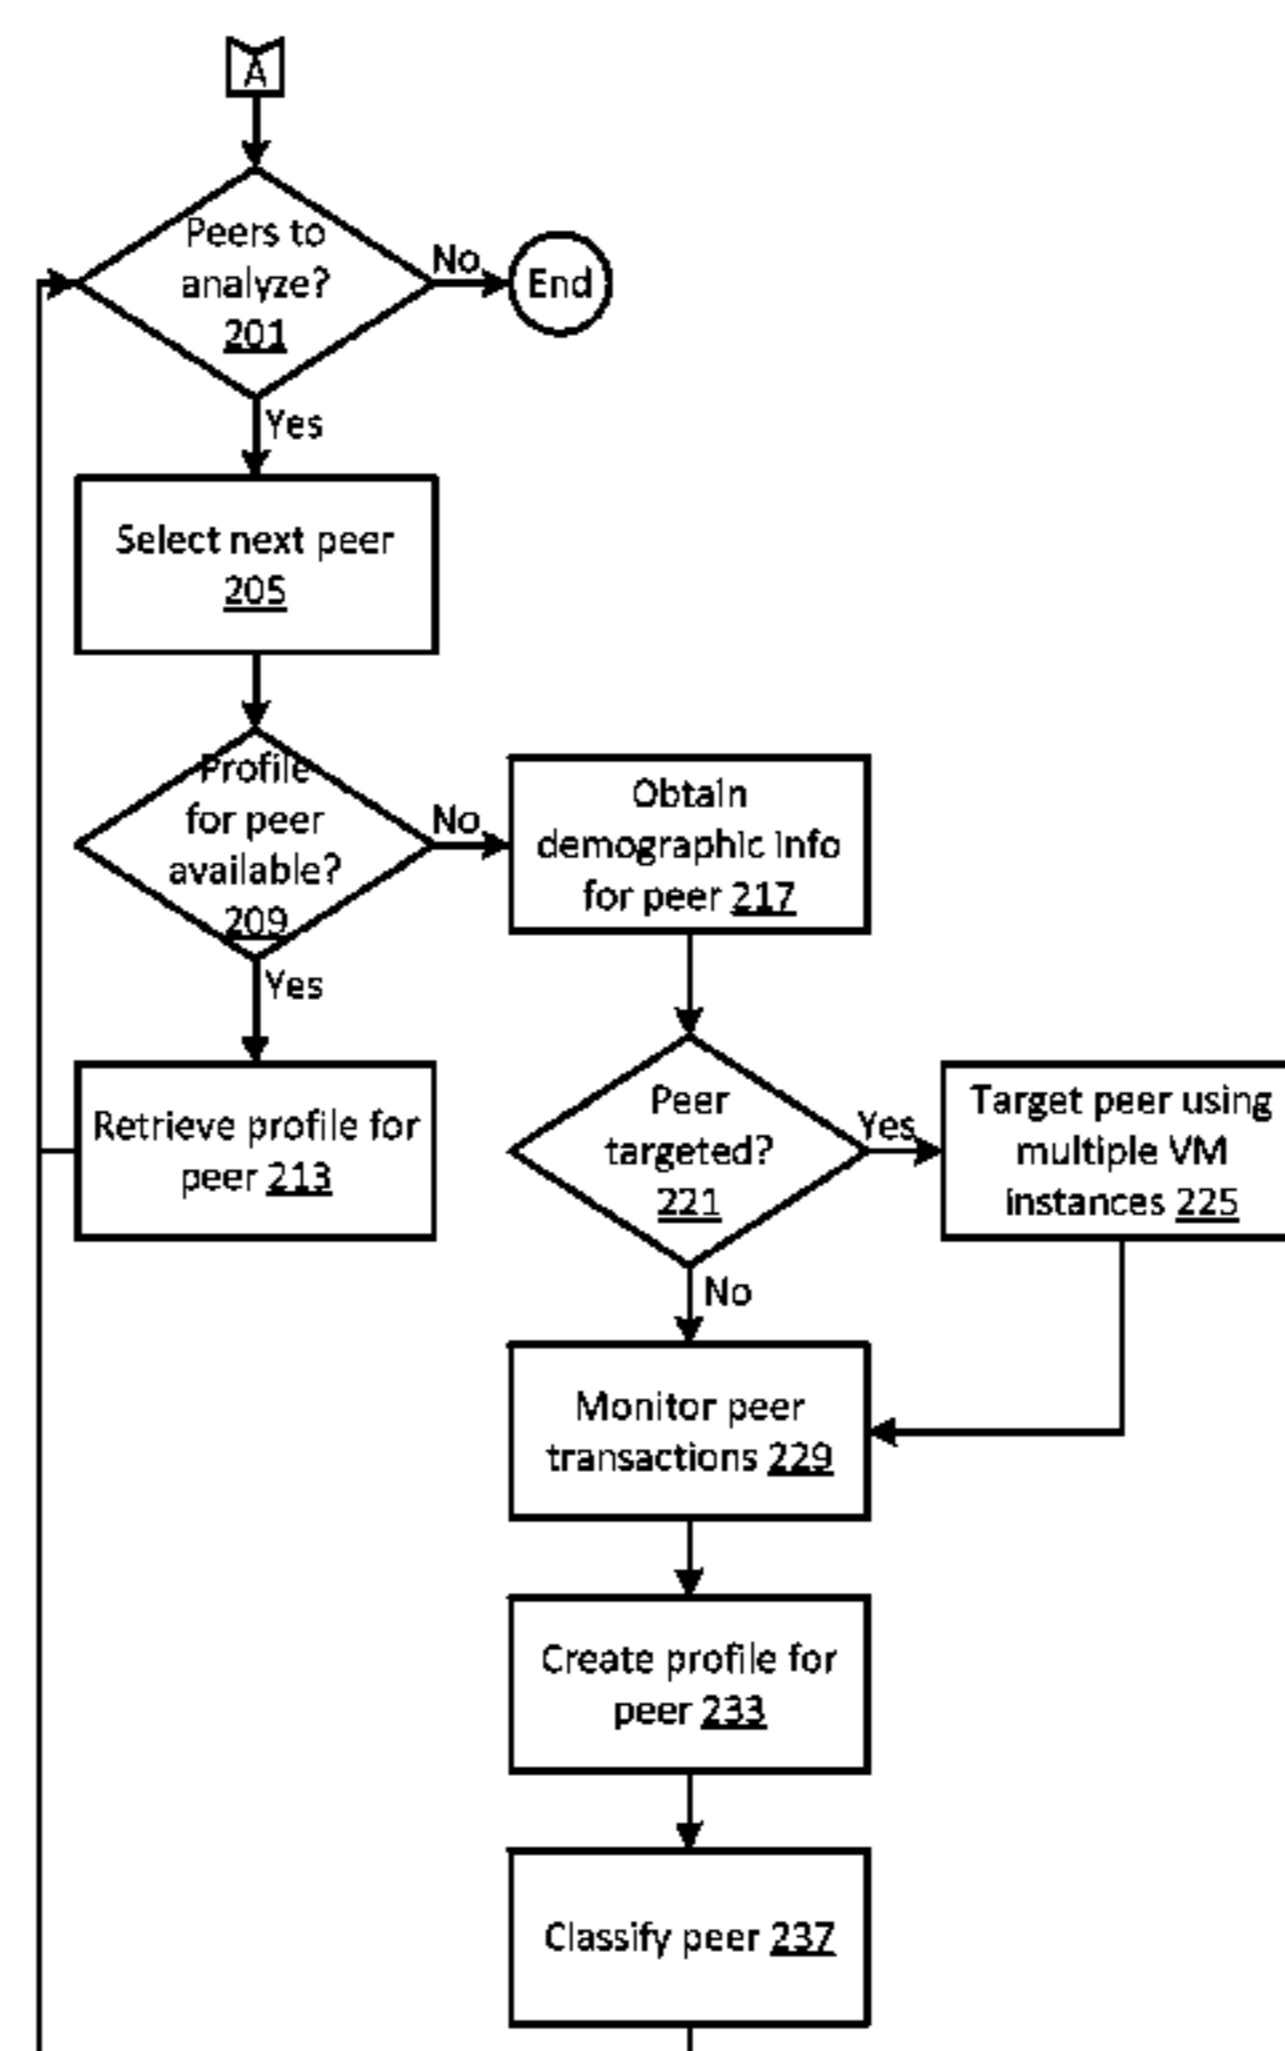 A
Peers to
analyze?
201
No
End
Yes
Select next peer
205
Profile
for peer
available?
209
No
Obtain
demographic info
for peer 217
Yes
Retrieve profile for
peer 213
Peer
targeted?
221
Yes
Target peer using
multiple VM
instances 225
No
Monitor peer
transactions 229
Create profile for
peer 233
Classify peer 237